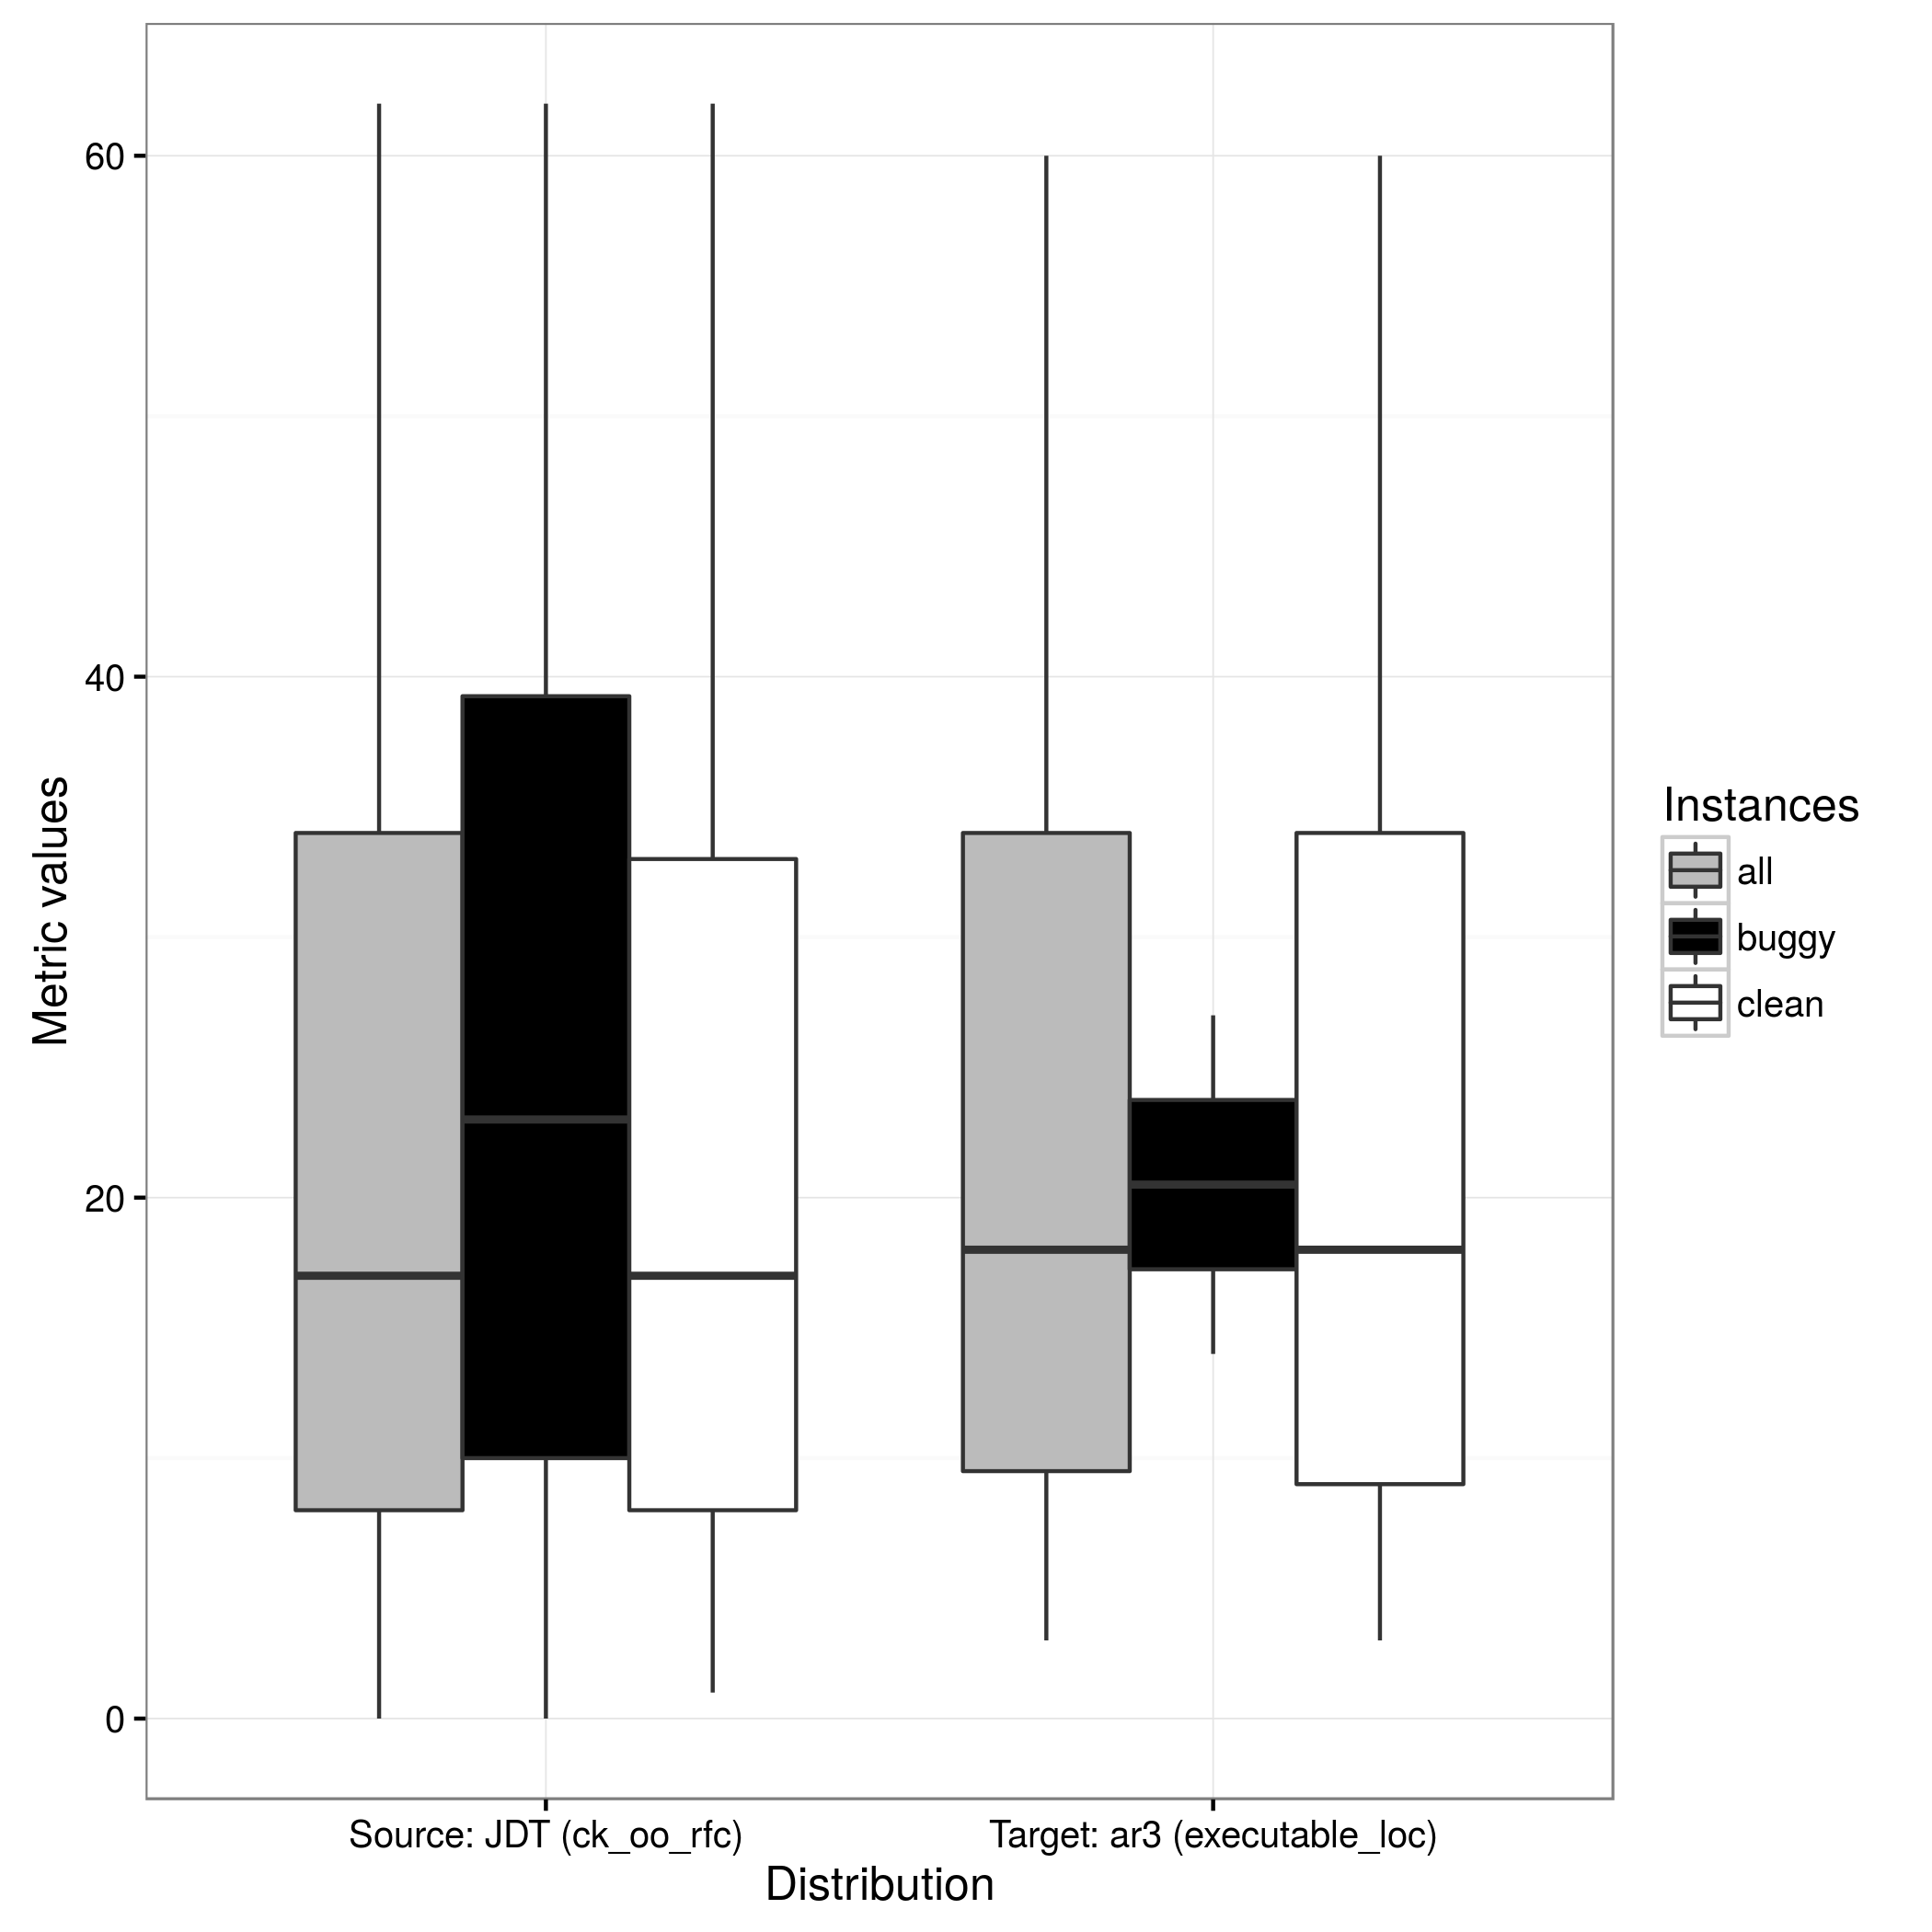 Metric values
60
40
20
0
Source: JDT (ck_oo_rfc)
Target: ar3 (executable_loc)
Distribution
Instances
all
buggy
clean